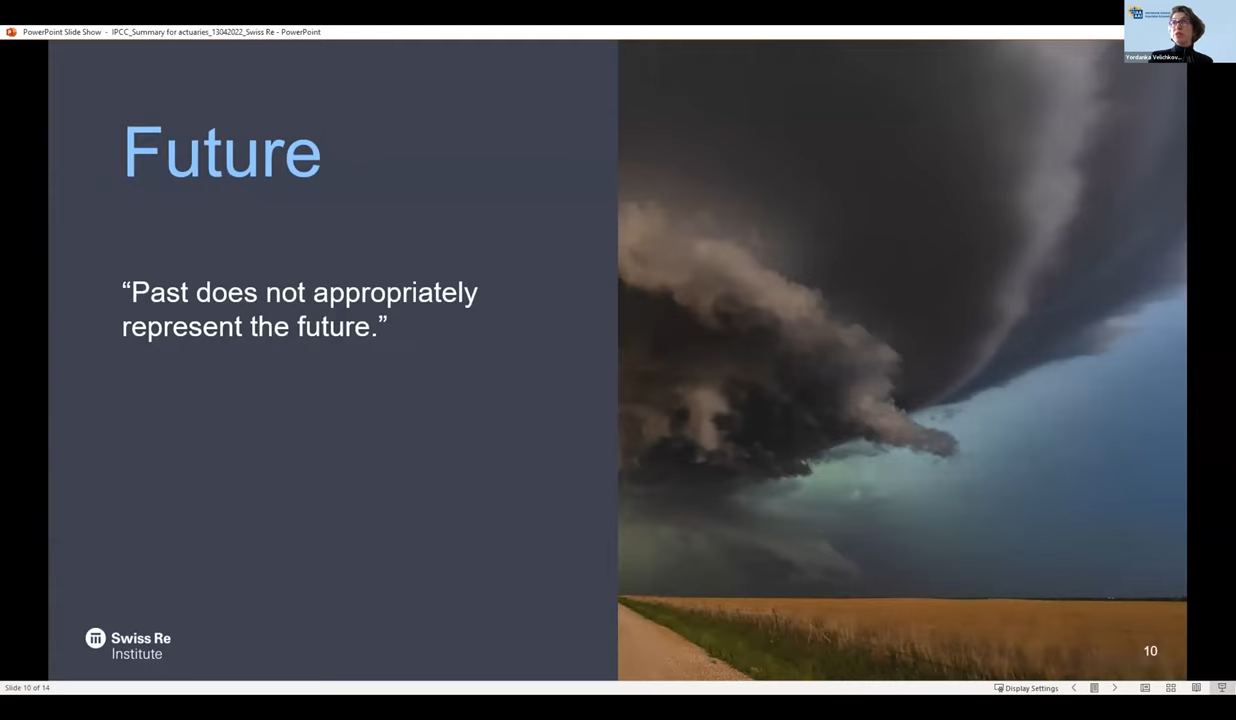 PowerPoint Slide Show - IPCC_Summary for actuaries_13042022_Swiss Re - PowerPoint
Yordanka Velichkov...
Future
“Past does not appropriately
represent the future.”
Swiss Re
Institute
10
Slide 10 of 14
Display Settings